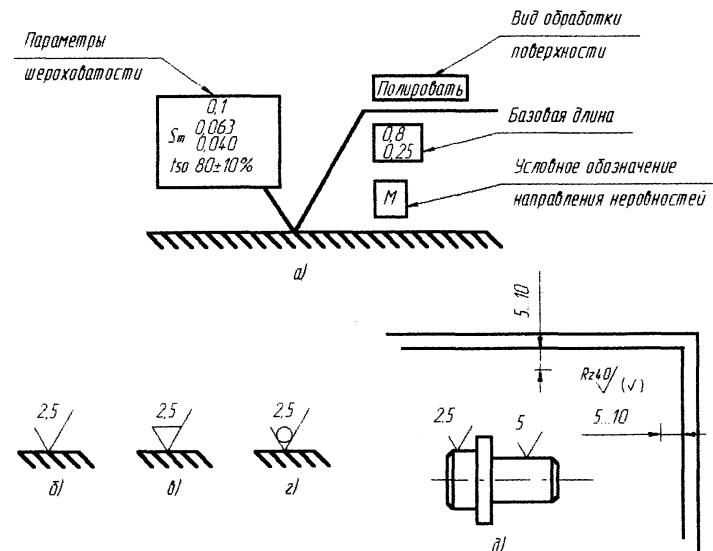 Параметры
шероховатости
0,1
Sm 0,063
0,040
t50 80±10%
Вид обработки
поверхности
Полировать
Базовая длина
0,8
0,25
Условное обозначение
направления неровностей
М
а)
5...10
Rz40 (√)
5...10
2,5
2,5
2,5
2,5
5
б)
в)
г)
д)